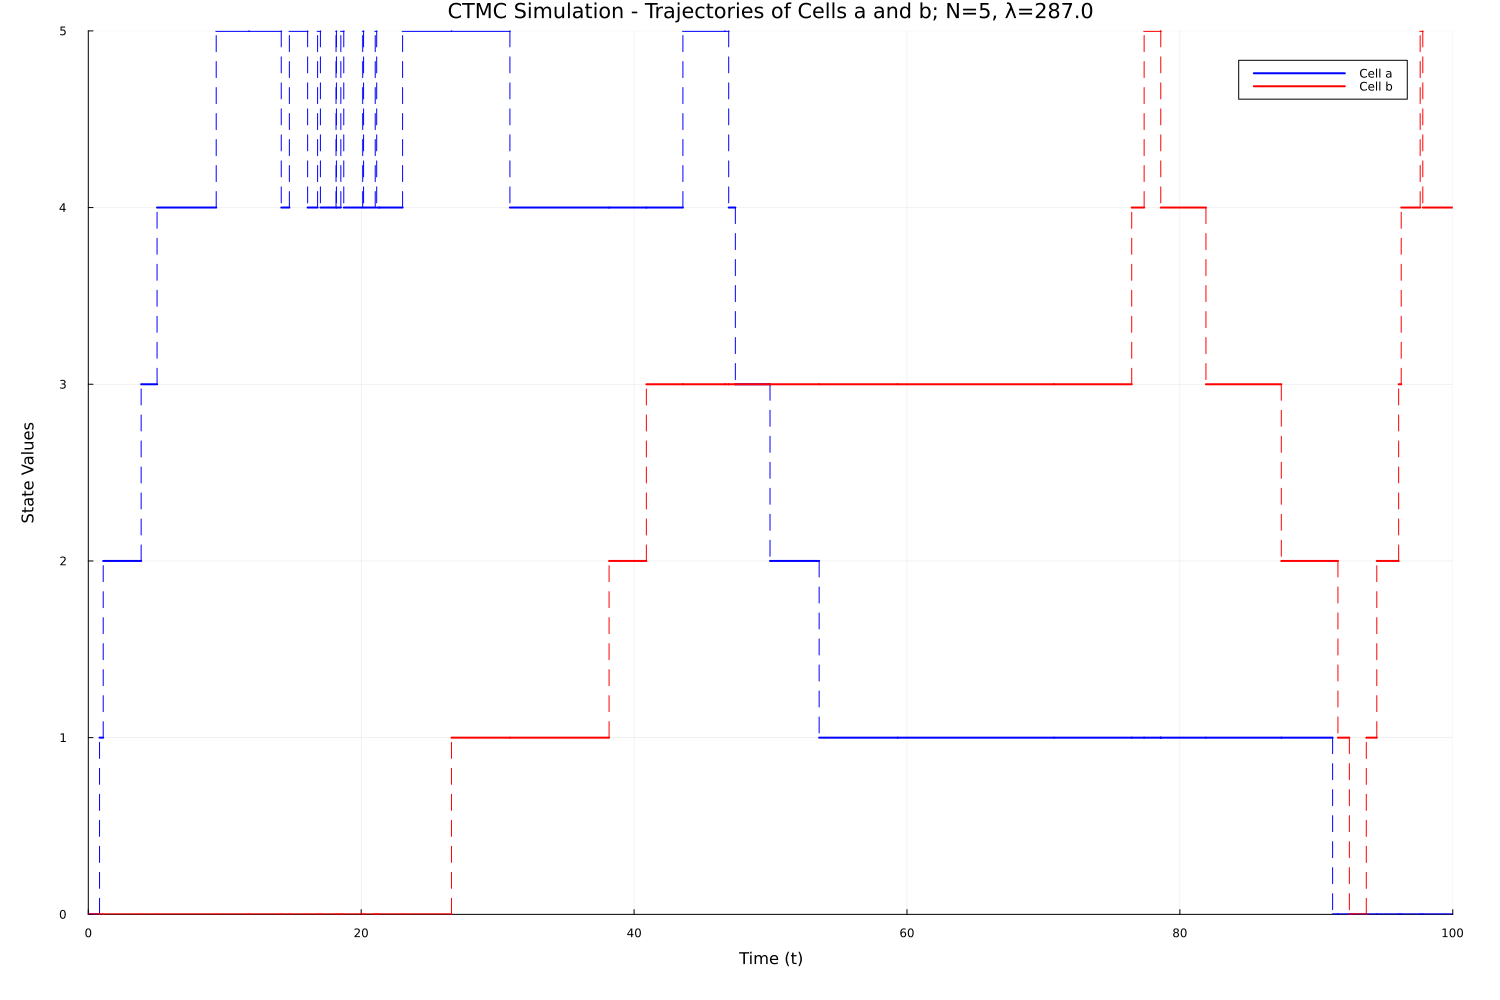 CTMC Simulation - Trajectories of Cells a and b; N=5, λ=287.0
5
Cell a
Cell b
4
3
State Values
2
1
0
0 20 40 60 80 100
Time (t)